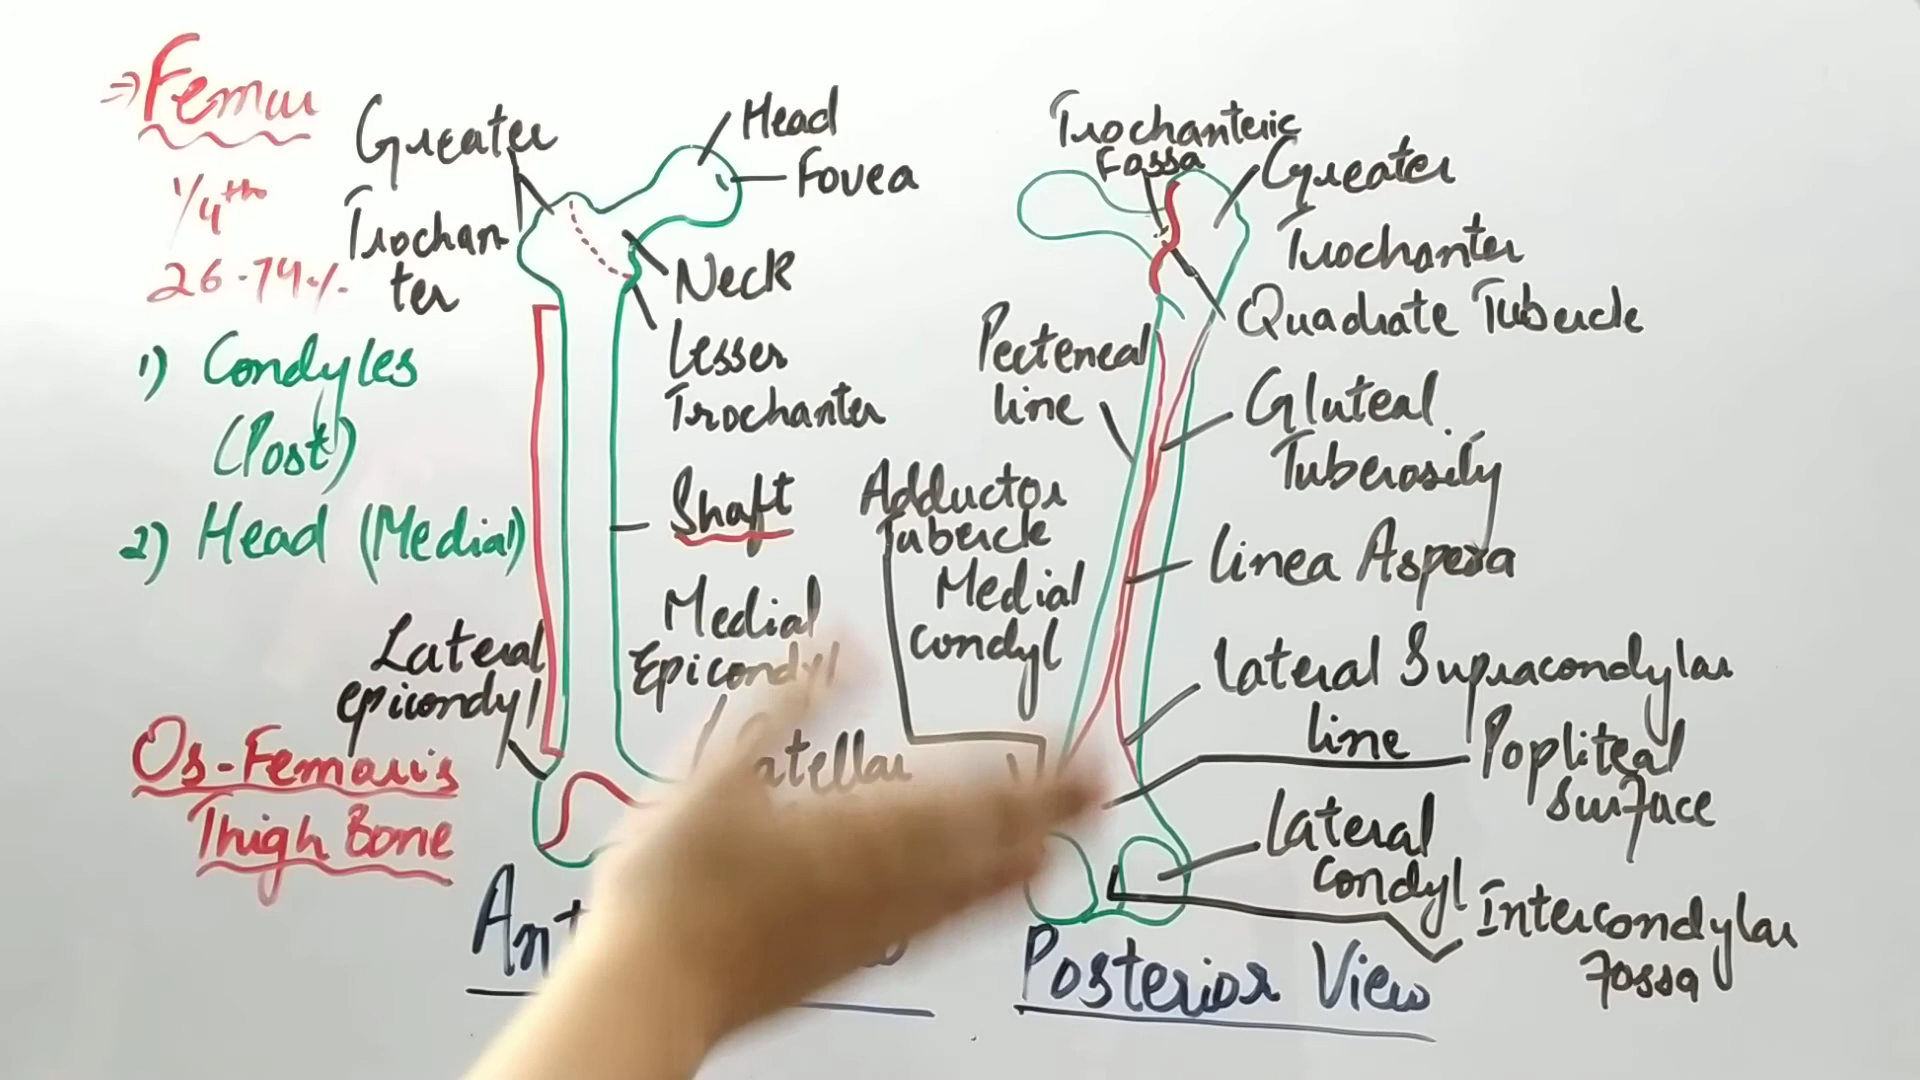 Femur
1/4th
26.74%
1) Condyles
(Post)
2) Head (Medial)
Os-Femoris
Thigh Bone
Greater
Trochan
ter
Head
Fovea
Neck
Lesser
Trochanter
Shaft
Medial
Epicondyl
Lateral
epicondyl
Trochanteric
Fossa
Greater
Trochanter
Quadrate Tubercle
Pecteneal
line
Gluteal
Tuberosity
Adductor
Tubercle
Medial
Condyl
Linea Aspera
Lateral Supracondylar
line
Popliteal
Surface
Lateral
Condyl
Intercondylar
Fossa
Posterior View